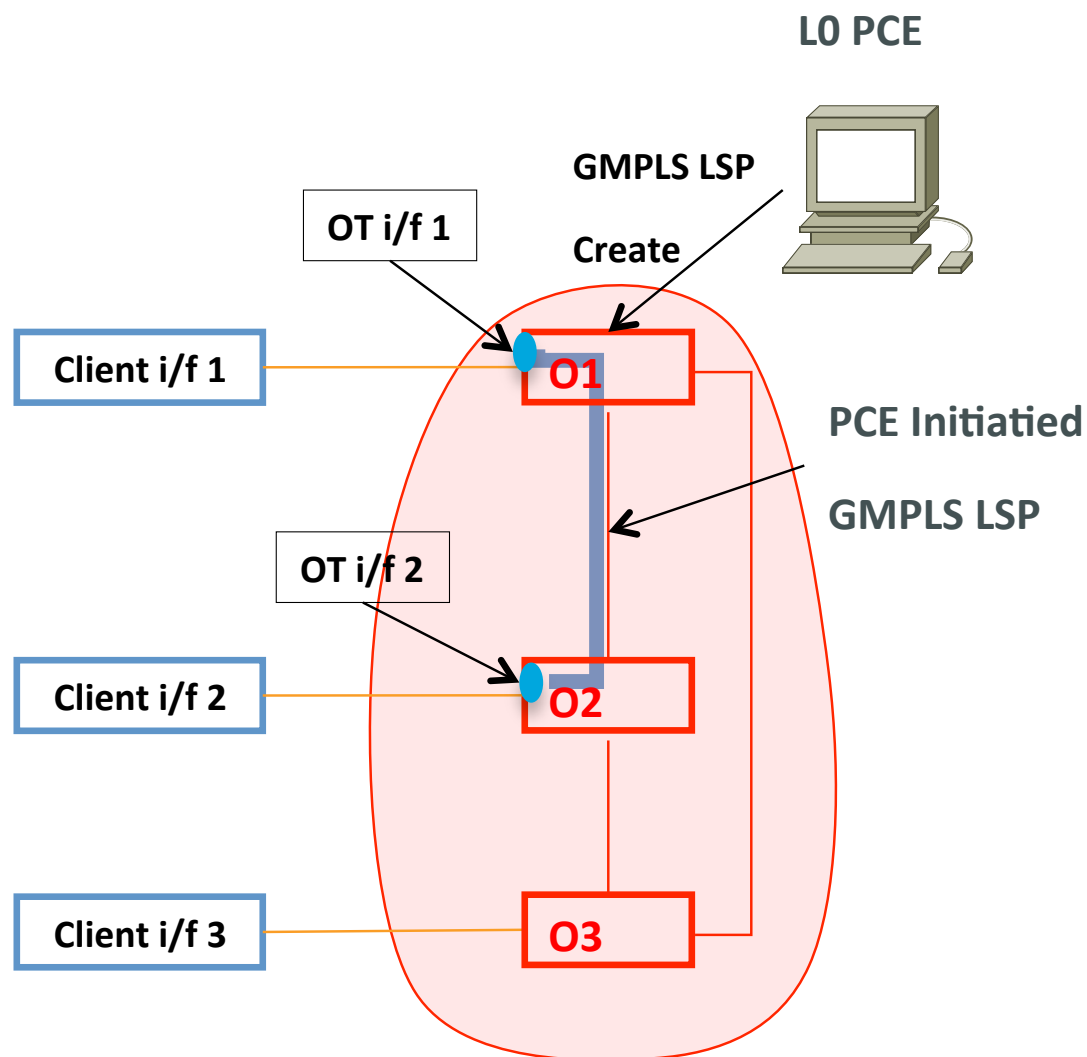 L0 PCE
GMPLS LSP
Create
OT i/f 1
Client i/f 1
O1
PCE Initiatied
GMPLS LSP
OT i/f 2
Client i/f 2
O2
Client i/f 3
O3